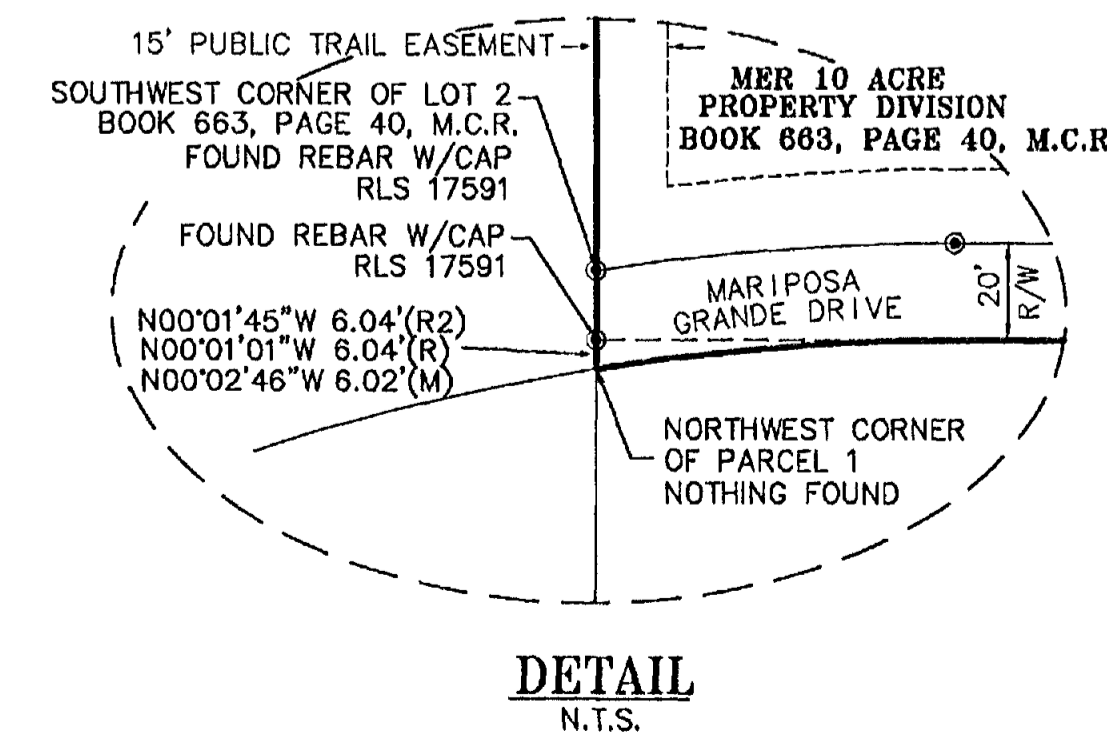 15' PUBLIC TRAIL EASEMENT
SOUTHWEST CORNER OF LOT 2
BOOK 663, PAGE 40, M.C.R.
FOUND REBAR W/CAP
RLS 17591
FOUND REBAR W/CAP
RLS 17591
N00°01'45"W 6.04'(R2)
N00°01'01"W 6.04'(R)
N00°02'46"W 6.02'(M)
MER 10 ACRE
PROPERTY DIVISION
BOOK 663, PAGE 40, M.C.R
MARIPOSA
GRANDE DRIVE
20'
R/W
NORTHWEST CORNER
OF PARCEL 1
NOTHING FOUND
DETAIL
N.T.S.